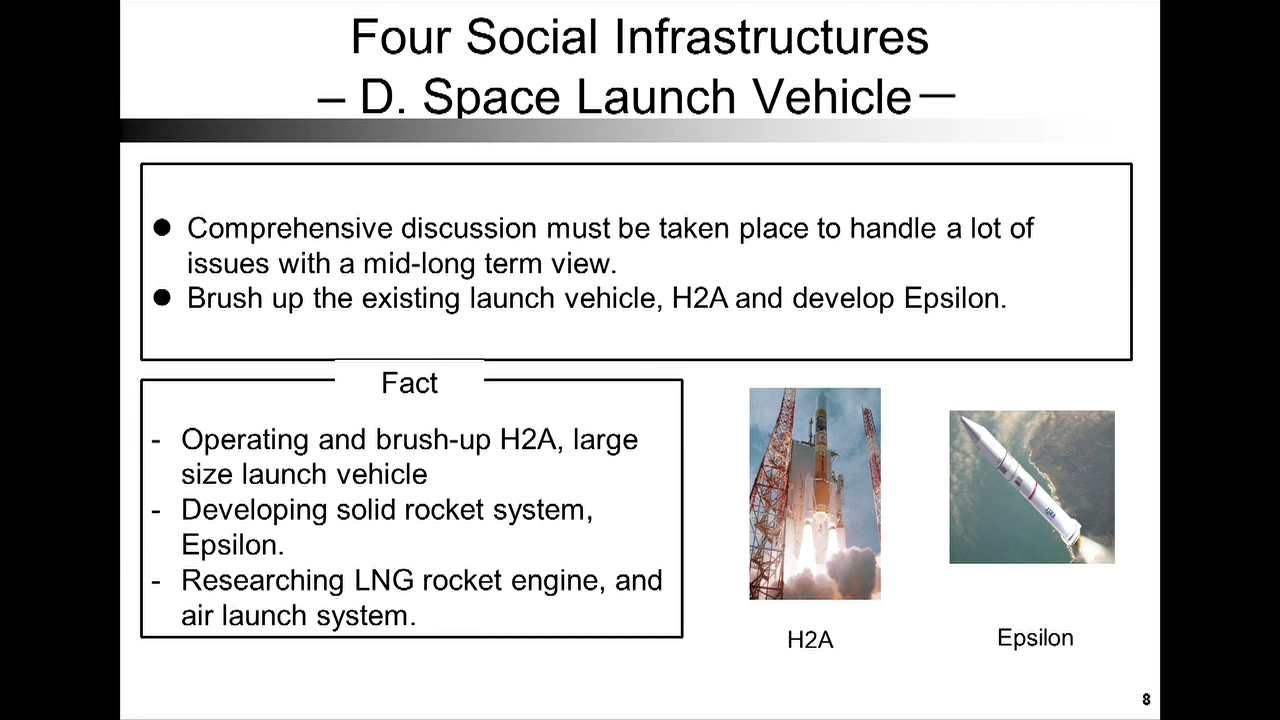 Four Social Infrastructures
– D. Space Launch Vehicle－
● Comprehensive discussion must be taken place to handle a lot of
issues with a mid-long term view.
● Brush up the existing launch vehicle, H2A and develop Epsilon.
Fact
- Operating and brush-up H2A, large
size launch vehicle
- Developing solid rocket system,
Epsilon.
- Researching LNG rocket engine, and
air launch system.
H2A
Epsilon
8